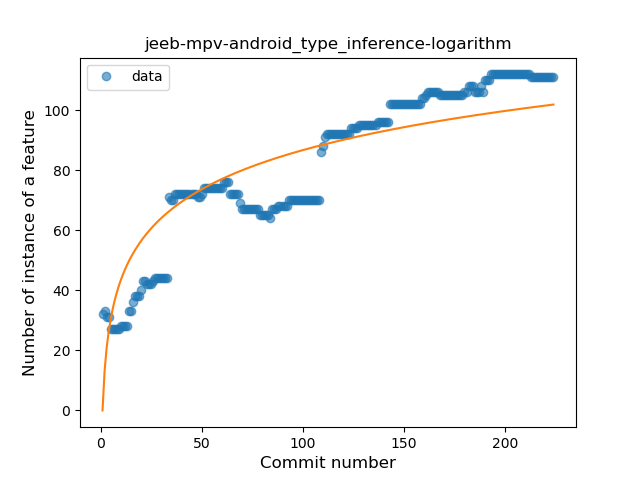 jeeb-mpv-android_type_inference-logarithm
data
Number of instance of a feature
100
80
60
40
20
0
0 50 100 150 200
Commit number